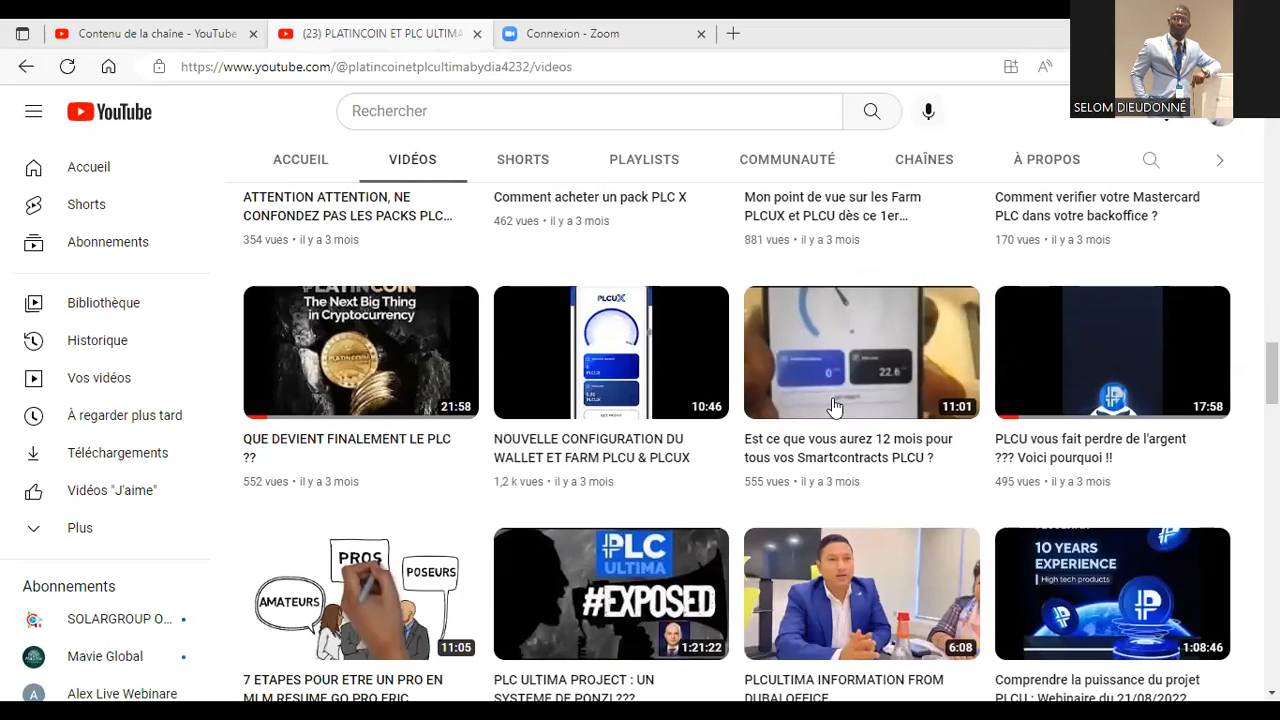 Contenu de la chaîne - YouTube
(23) PLATINCOIN ET PLC ULTIMA
Connexion - Zoom
https://www.youtube.com/@platincoinetplcultimabydia4232/videos
SELOM DIEUDONNÉ
YouTube
Rechercher
ACCUEIL VIDÉOS SHORTS PLAYLISTS COMMUNAUTÉ CHAÎNES À PROPOS
Accueil
Shorts
Abonnements
Bibliothèque
Historique
Vos vidéos
À regarder plus tard
Téléchargements
Vidéos "J'aime"
Plus
Abonnements
SOLARGROUP O...
Mavie Global
Alex Live Webinare
ATTENTION ATTENTION, NE
CONFONDEZ PAS LES PACKS PLC...
354 vues • il y a 3 mois
Comment acheter un pack PLC X
462 vues • il y a 3 mois
Mon point de vue sur les Farm
PLCUX et PLCU dès ce 1er...
881 vues • il y a 3 mois
Comment verifier votre Mastercard
PLC dans votre backoffice ?
170 vues • il y a 3 mois
PLATINCOIN
The Next Big Thing
in Cryptocurrency
21:58
QUE DEVIENT FINALEMENT LE PLC
??
552 vues • il y a 3 mois
PLCUX
10:46
NOUVELLE CONFIGURATION DU
WALLET ET FARM PLCU & PLCUX
1,2 k vues • il y a 3 mois
0
22.6
11:01
Est ce que vous aurez 12 mois pour
tous vos Smartcontracts PLCU ?
555 vues • il y a 3 mois
17:58
PLCU vous fait perdre de l'argent
??? Voici pourquoi !!
495 vues • il y a 3 mois
PROS
AMATEURS
POSEURS
11:05
7 ETAPES POUR ETRE UN PRO EN
MLM RESUME GO PRO ERIC
PLC
ULTIMA
#EXPOSED
1:21:22
PLC ULTIMA PROJECT : UN
SYSTEME DE PONZI ???
6:08
PLCULTIMA INFORMATION FROM
DUBAI OFFICE
10 YEARS
EXPERIENCE
High tech products
1:08:46
Comprendre la puissance du projet
PLCU : Webinaire du 21/08/2022